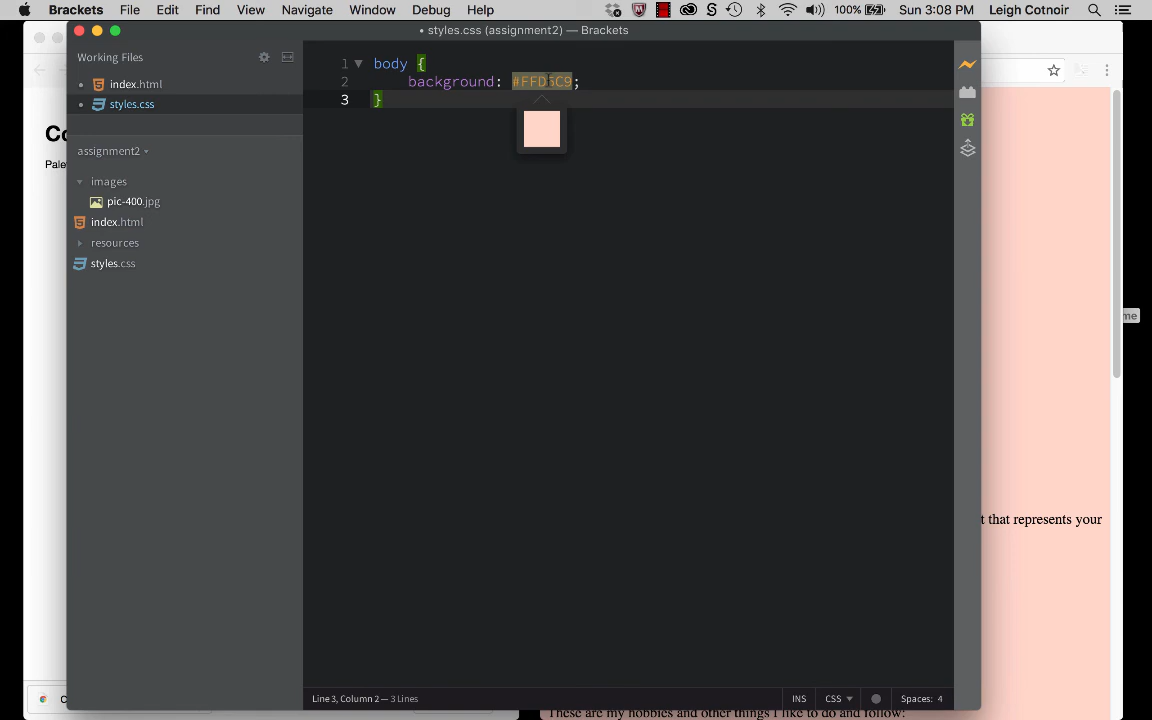 Brackets File Edit Find View Navigate Window Debug Help 100% Sun 3:08 PM Leigh Cotnoir
• styles.css (assignment2) — Brackets
Working Files
• index.html
• styles.css
assignment2
images
pic-400.jpg
index.html
resources
styles.css
1 body {
2 background: #FFD5C9;
3 }
Line 3, Column 2 — 3 Lines
INS CSS Spaces: 4
Co
Pale
me
t that represents your
These are my hobbies and other things I like to do and follow:
C